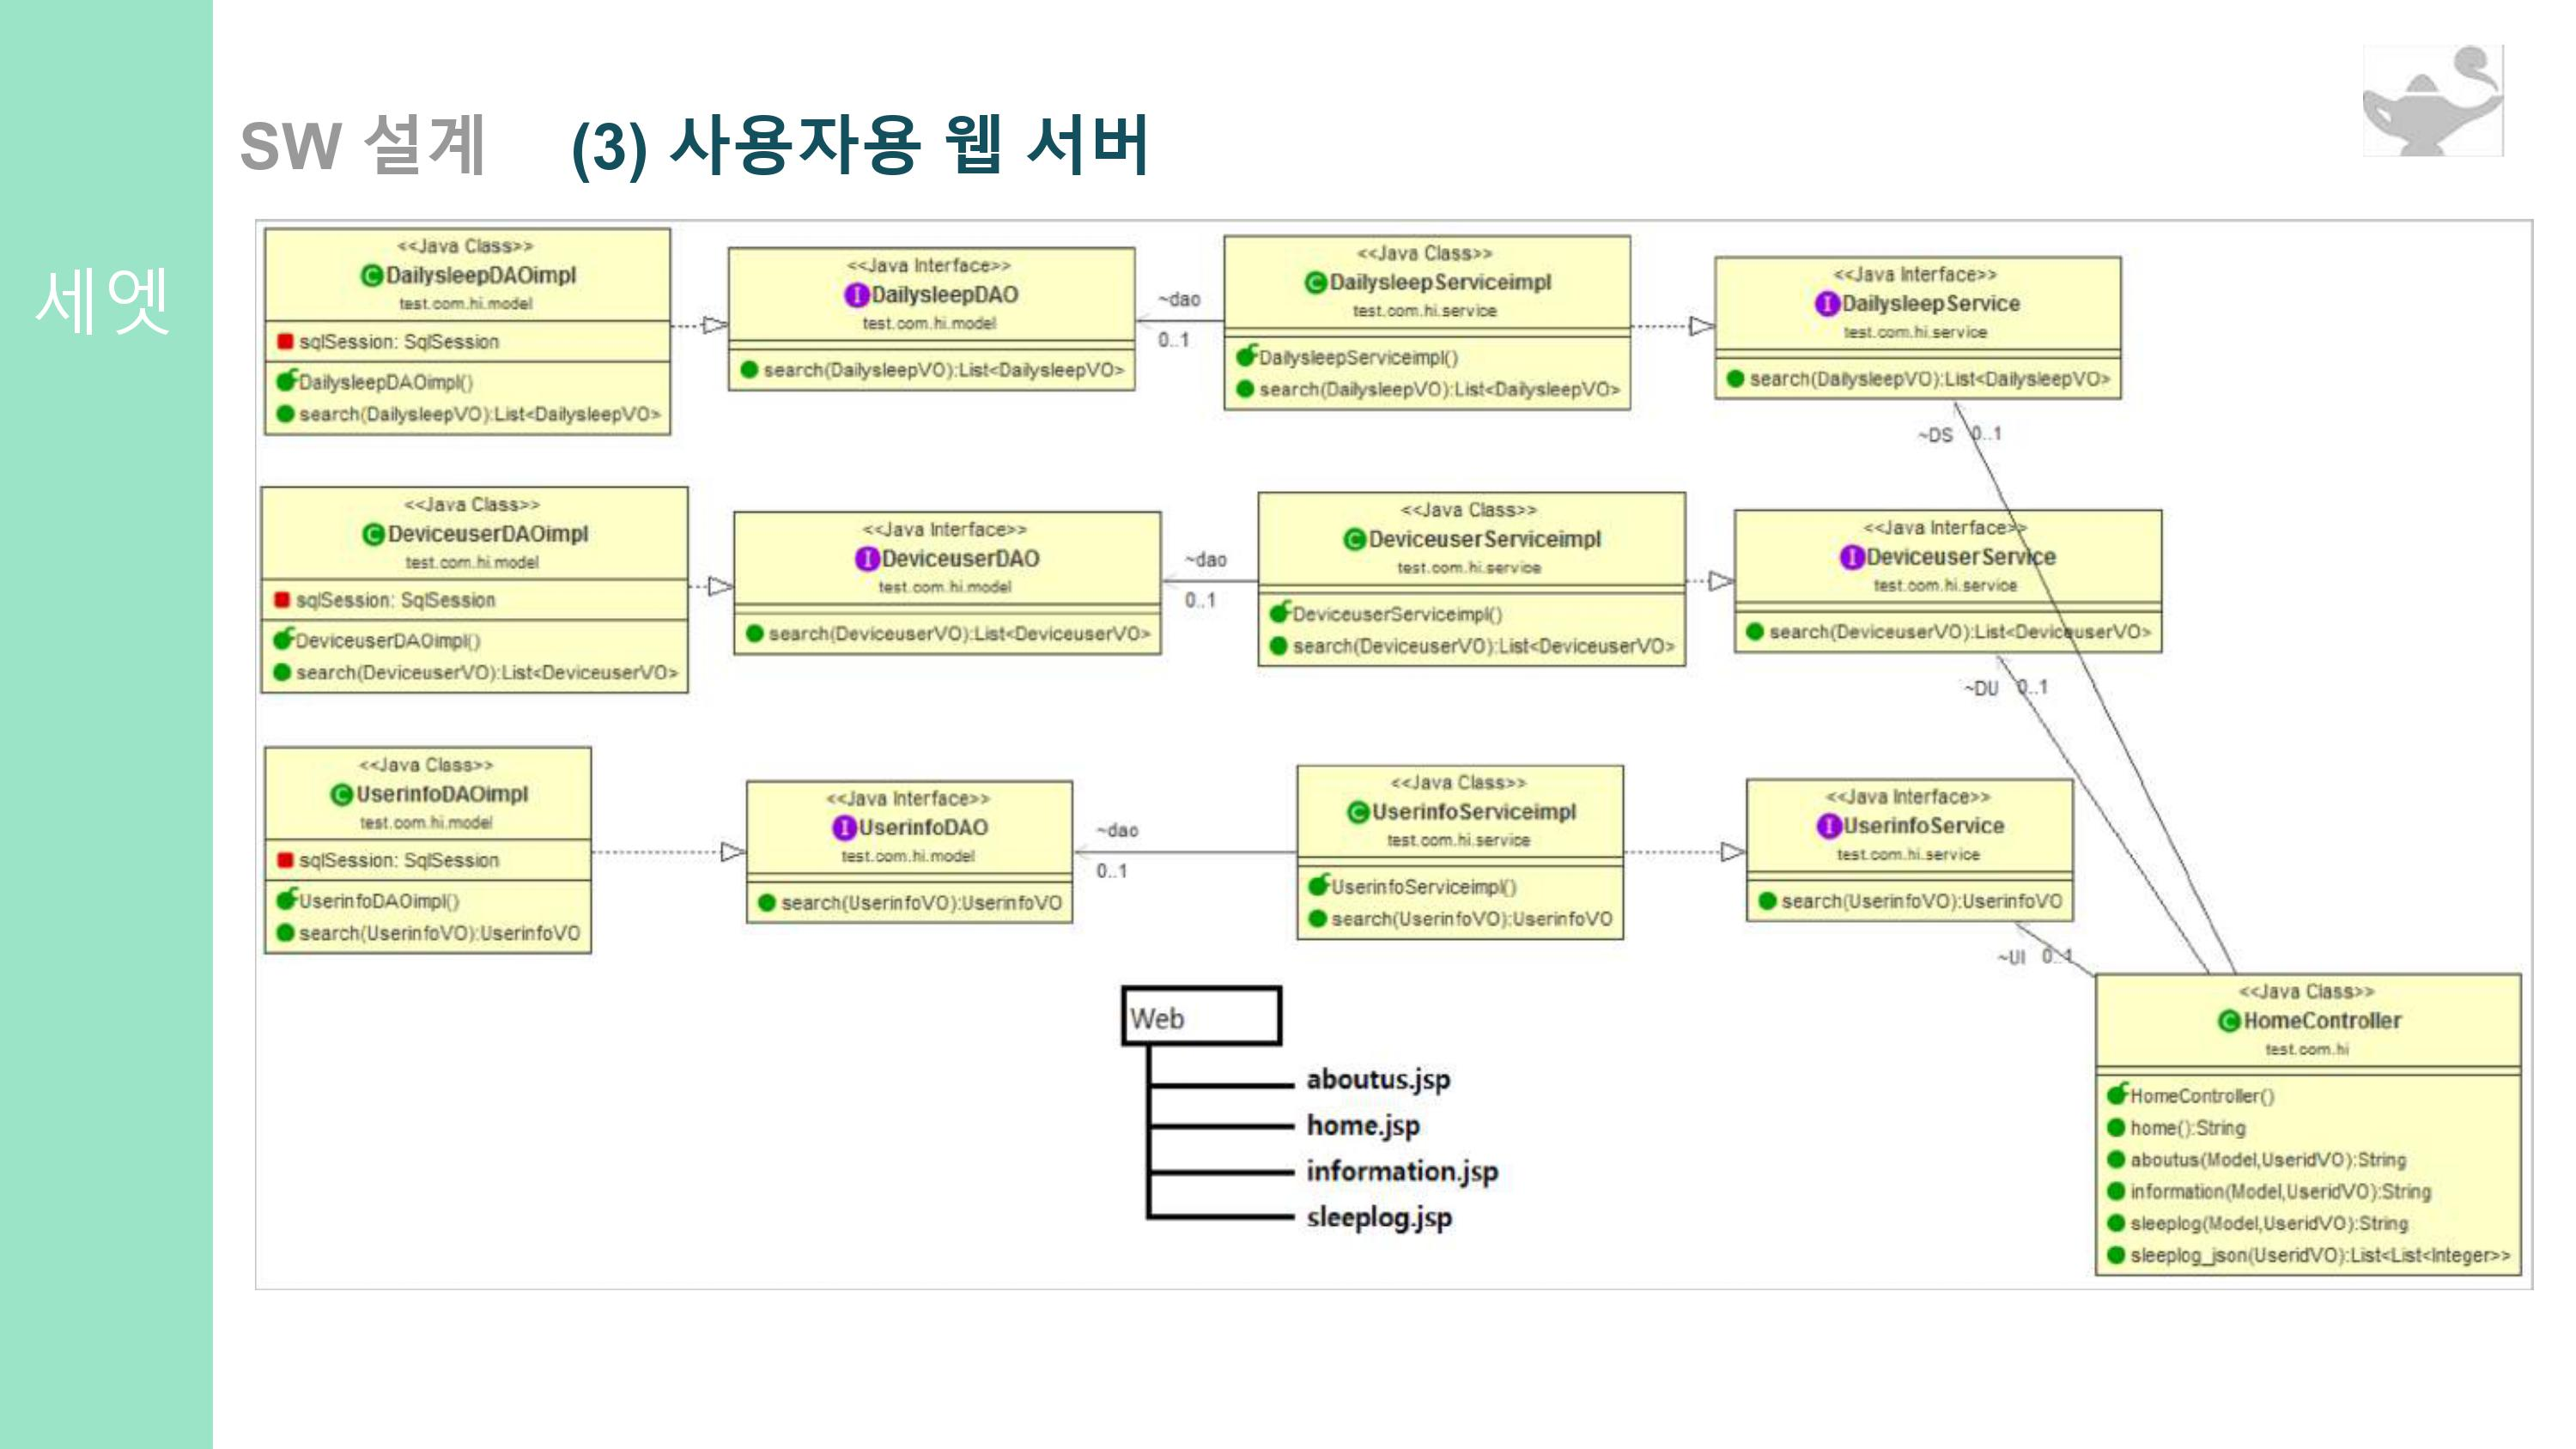 SW 설계 (3) 사용자용 웹 서버
세엣
<<Java Class>>
DailysleepDAOimpl
test.com.hi.model
sqlSession: SqlSession
DailysleepDAOimpl()
search(DailysleepVO):List<DailysleepVO>
<<Java Interface>>
DailysleepDAO
test.com.hi.model
search(DailysleepVO):List<DailysleepVO>
~dao
0..1
<<Java Class>>
DailysleepServiceimpl
test.com.hi.service
DailysleepServiceimpl()
search(DailysleepVO):List<DailysleepVO>
<<Java Interface>>
DailysleepService
test.com.hi.service
search(DailysleepVO):List<DailysleepVO>
~DS 0..1
<<Java Class>>
DeviceuserDAOimpl
test.com.hi.model
sqlSession: SqlSession
DeviceuserDAOimpl()
search(DeviceuserVO):List<DeviceuserVO>
<<Java Interface>>
DeviceuserDAO
test.com.hi.model
search(DeviceuserVO):List<DeviceuserVO>
~dao
0..1
<<Java Class>>
DeviceuserServiceimpl
test.com.hi.service
DeviceuserServiceimpl()
search(DeviceuserVO):List<DeviceuserVO>
<<Java Interface>>
DeviceuserService
test.com.hi.service
search(DeviceuserVO):List<DeviceuserVO>
~DU 0..1
<<Java Class>>
UserinfoDAOimpl
test.com.hi.model
sqlSession: SqlSession
UserinfoDAOimpl()
search(UserinfoVO):UserinfoVO
<<Java Interface>>
UserinfoDAO
test.com.hi.model
search(UserinfoVO):UserinfoVO
~dao
0..1
<<Java Class>>
UserinfoServiceimpl
test.com.hi.service
UserinfoServiceimpl()
search(UserinfoVO):UserinfoVO
<<Java Interface>>
UserinfoService
test.com.hi.service
search(UserinfoVO):UserinfoVO
~UI 0..1
<<Java Class>>
HomeController
test.com.hi
HomeController()
home():String
aboutus(Model,UseridVO):String
information(Model,UseridVO):String
sleeplog(Model,UseridVO):String
sleeplog_json(UseridVO):List<List<Integer>>
Web
aboutus.jsp
home.jsp
information.jsp
sleeplog.jsp